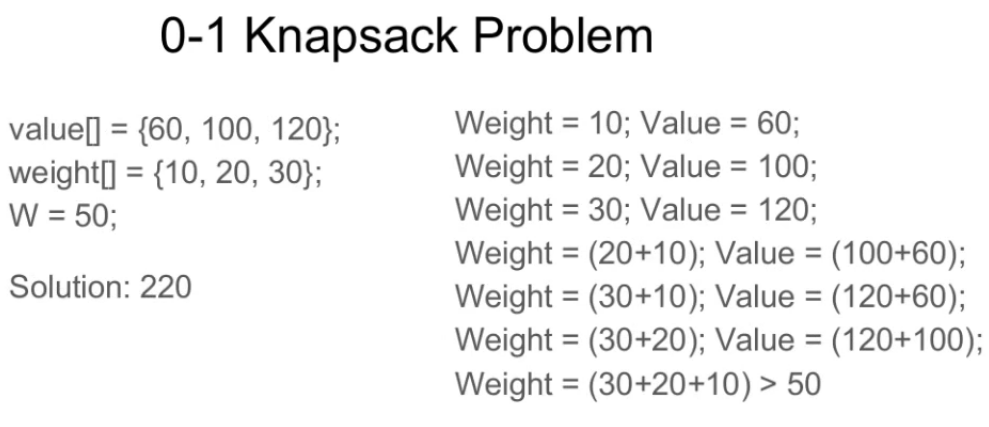 0-1 Knapsack Problem
value[] = {60, 100, 120};
weight[] = {10, 20, 30};
W = 50;
Solution: 220
Weight = 10; Value = 60;
Weight = 20; Value = 100;
Weight = 30; Value = 120;
Weight = (20+10); Value = (100+60);
Weight = (30+10); Value = (120+60);
Weight = (30+20); Value = (120+100);
Weight = (30+20+10) > 50